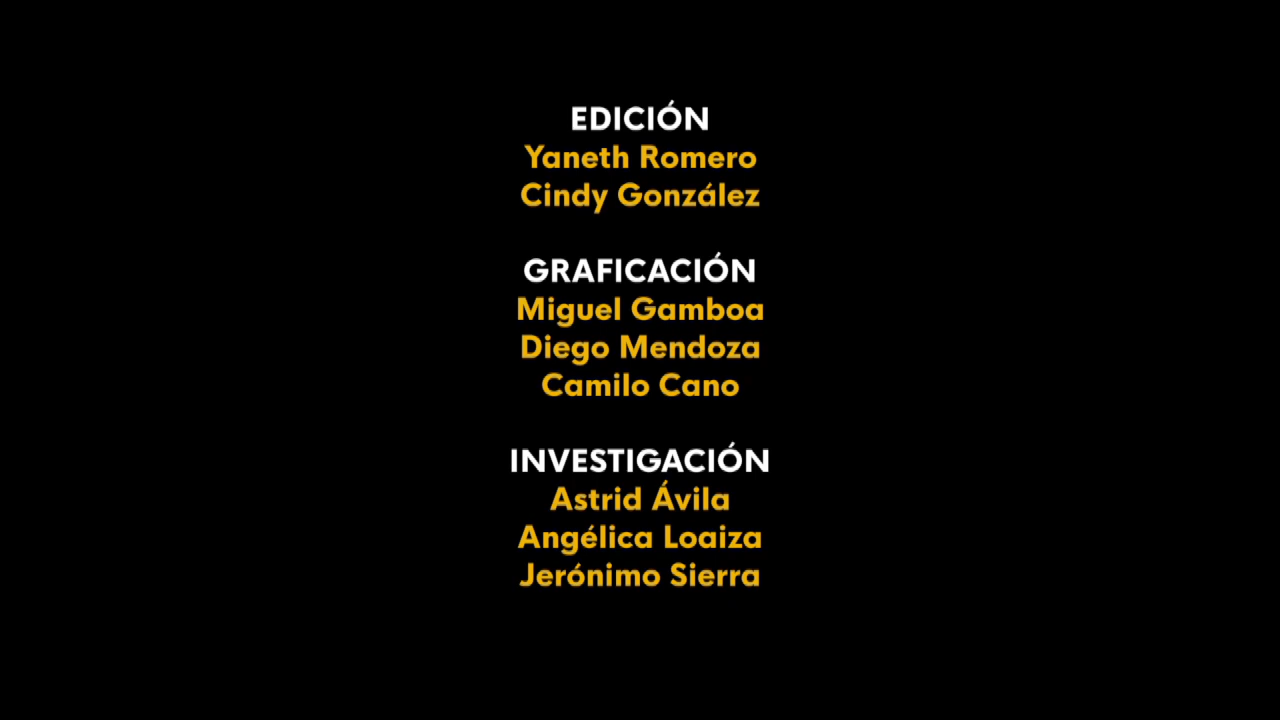 EDICIÓN
Yaneth Romero
Cindy González
GRAFICACIÓN
Miguel Gamboa
Diego Mendoza
Camilo Cano
INVESTIGACIÓN
Astrid Ávila
Angélica Loaiza
Jerónimo Sierra